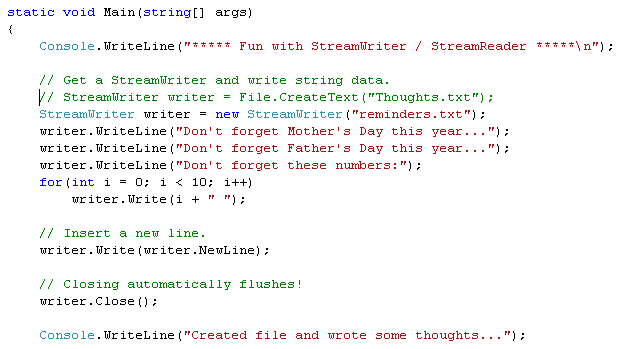 static void Main(string[] args)
{
    Console.WriteLine("***** Fun with StreamWriter / StreamReader *****\n");

    // Get a StreamWriter and write string data.
    // StreamWriter writer = File.CreateText("Thoughts.txt");
    StreamWriter writer = new StreamWriter("reminders.txt");
    writer.WriteLine("Don't forget Mother's Day this year...");
    writer.WriteLine("Don't forget Father's Day this year...");
    writer.WriteLine("Don't forget these numbers:");
    for(int i = 0; i < 10; i++)
        writer.Write(i + " ");

    // Insert a new line.
    writer.Write(writer.NewLine);

    // Closing automatically flushes!
    writer.Close();

    Console.WriteLine("Created file and wrote some thoughts...");